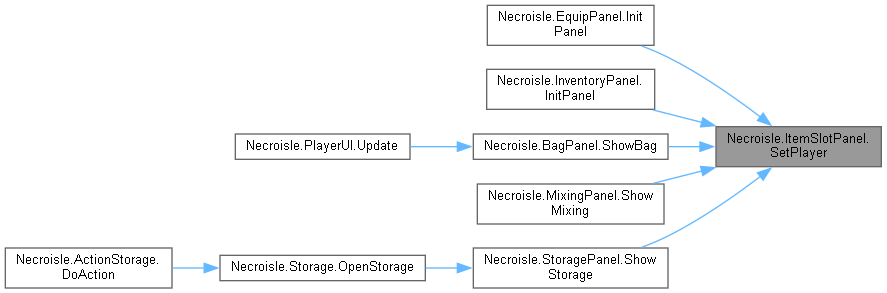 Necroisle.EquipPanel.Init
Panel
Necroisle.InventoryPanel.
InitPanel
Necroisle.ItemSlotPanel.
SetPlayer
Necroisle.PlayerUI.Update
Necroisle.BagPanel.ShowBag
Necroisle.MixingPanel.Show
Mixing
Necroisle.ActionStorage.
DoAction
Necroisle.Storage.OpenStorage
Necroisle.StoragePanel.Show
Storage